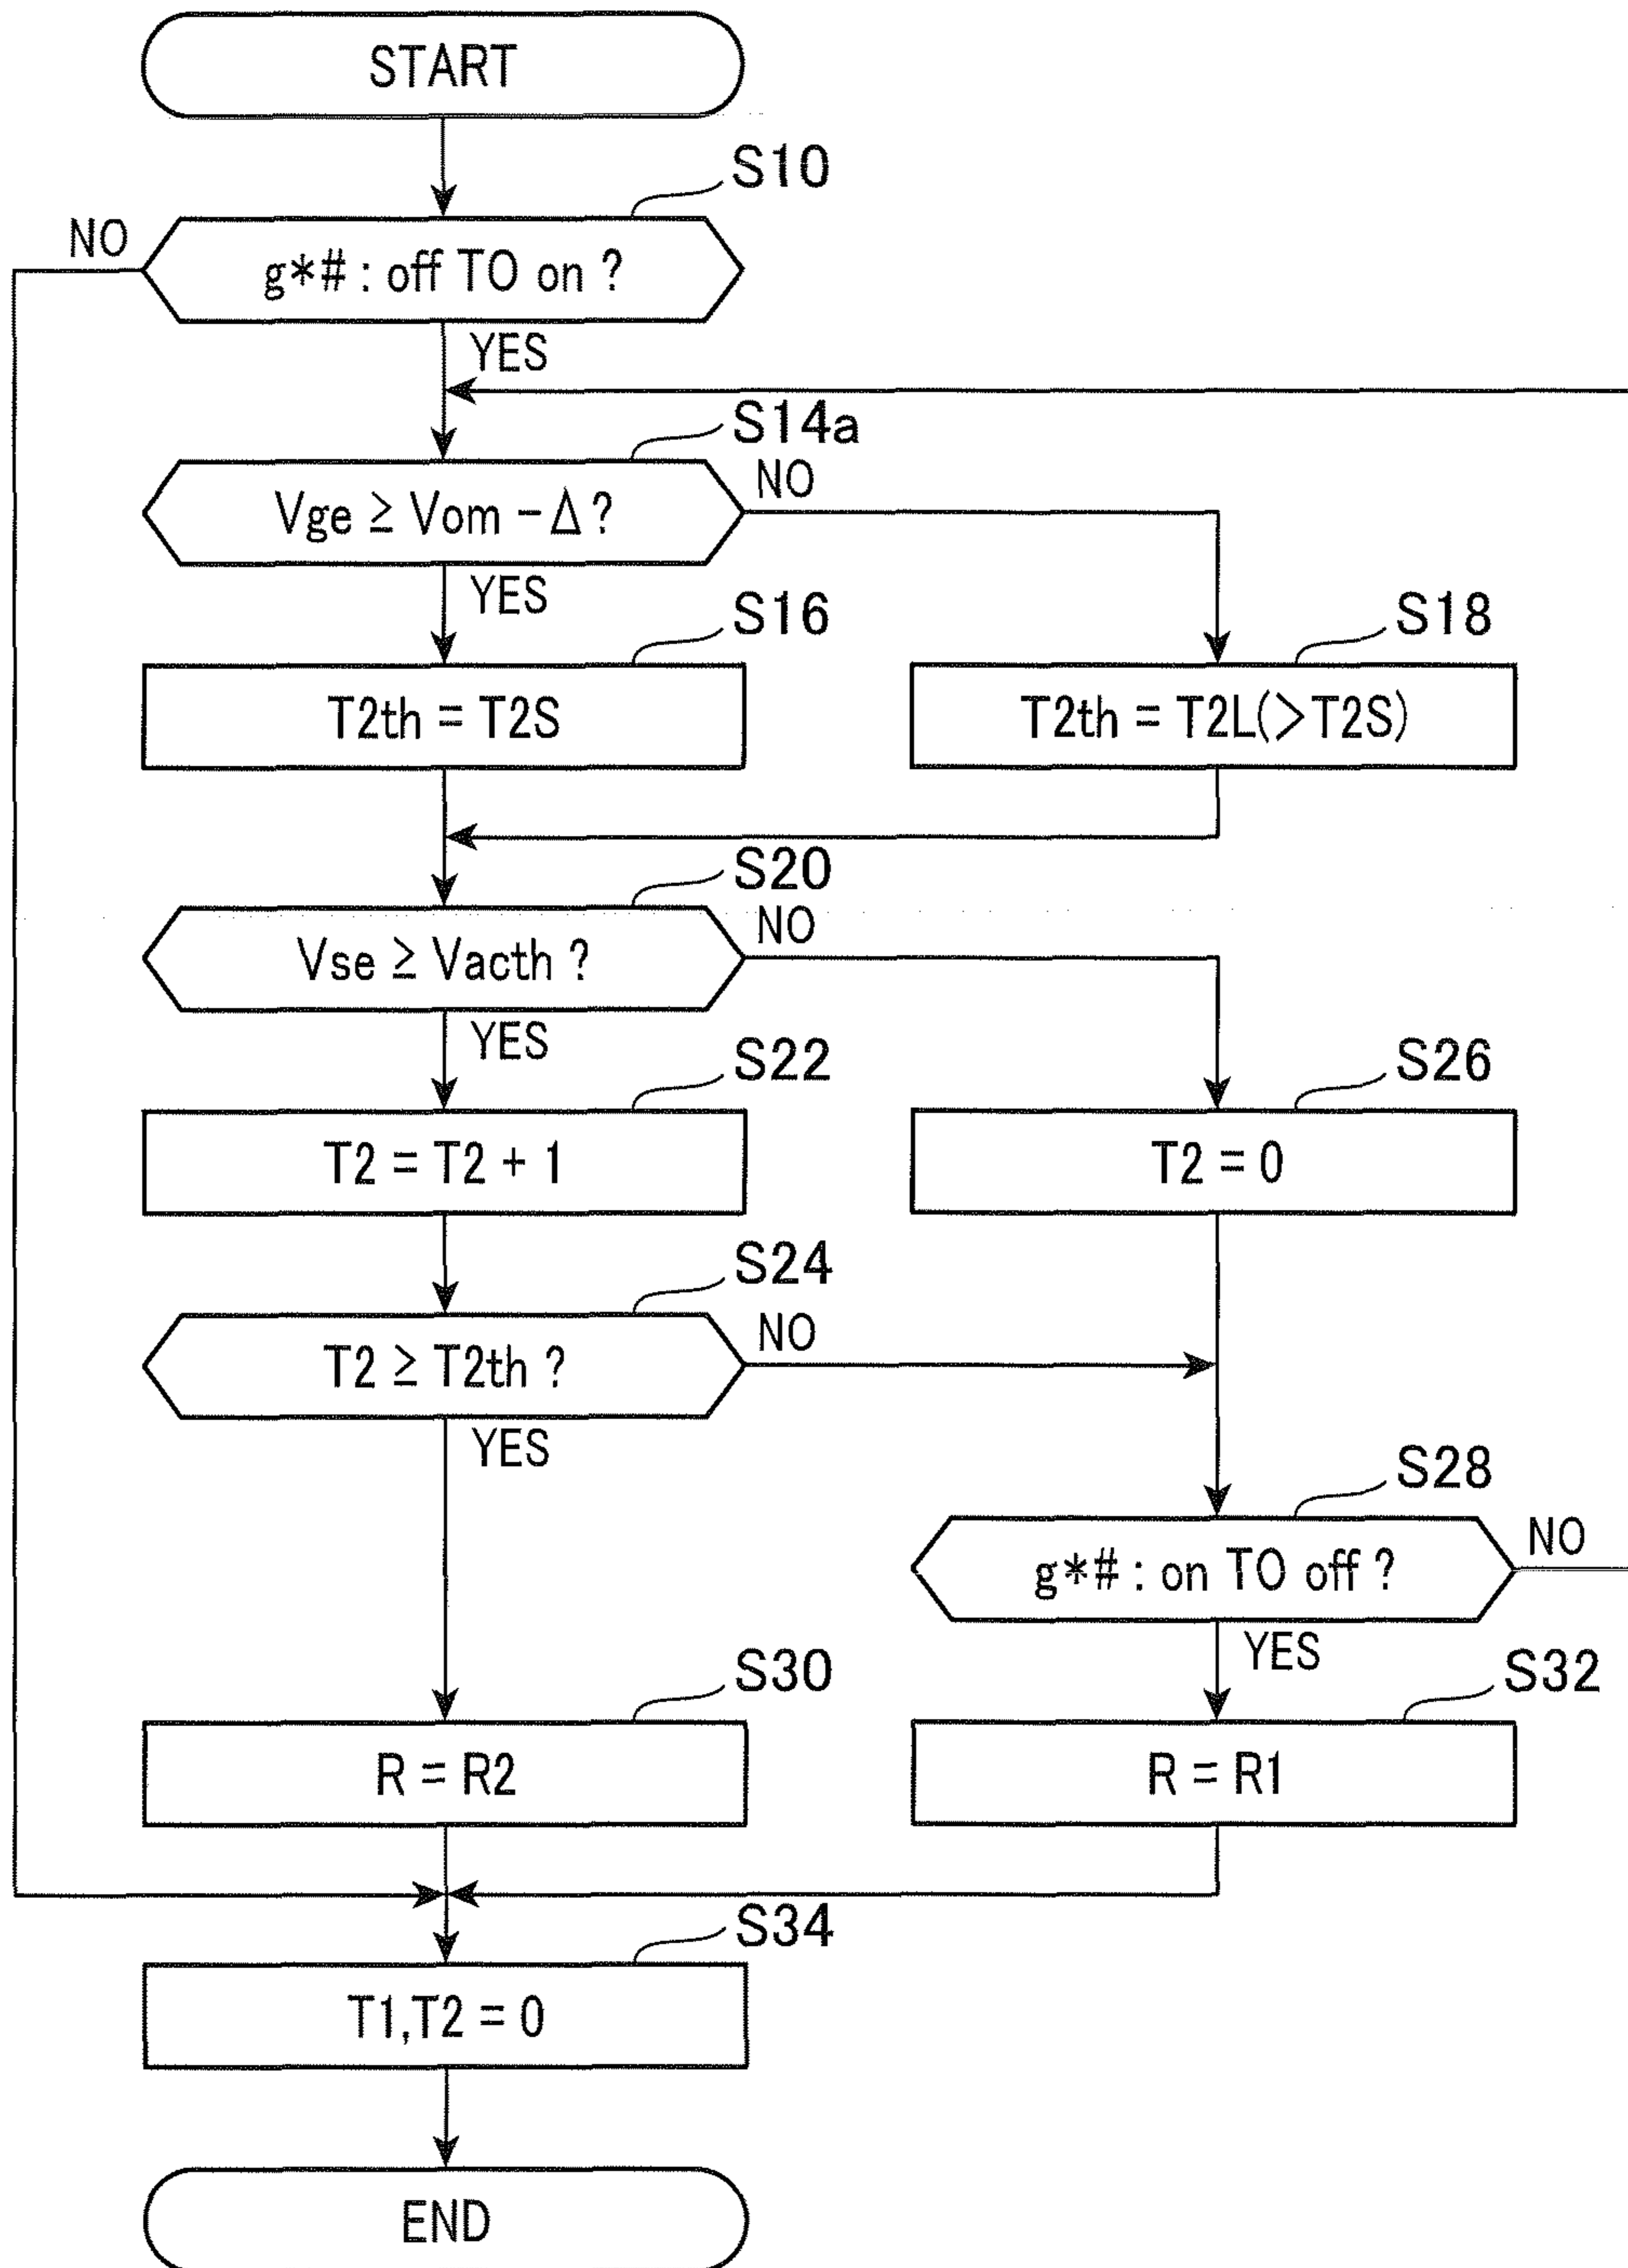 START
S10
NO
g*# : off TO on ?
YES
S14a
NO
Vge ≥ Vom - Δ ?
YES
S16
S18
T2th = T2S
T2th = T2L(>T2S)
S20
NO
Vse ≥ Vacth ?
YES
S22
S26
T2 = T2 + 1
T2 = 0
S24
NO
T2 ≥ T2th ?
YES
S28
NO
g*# : on TO off ?
YES
S30
S32
R = R2
R = R1
S34
T1,T2 = 0
END